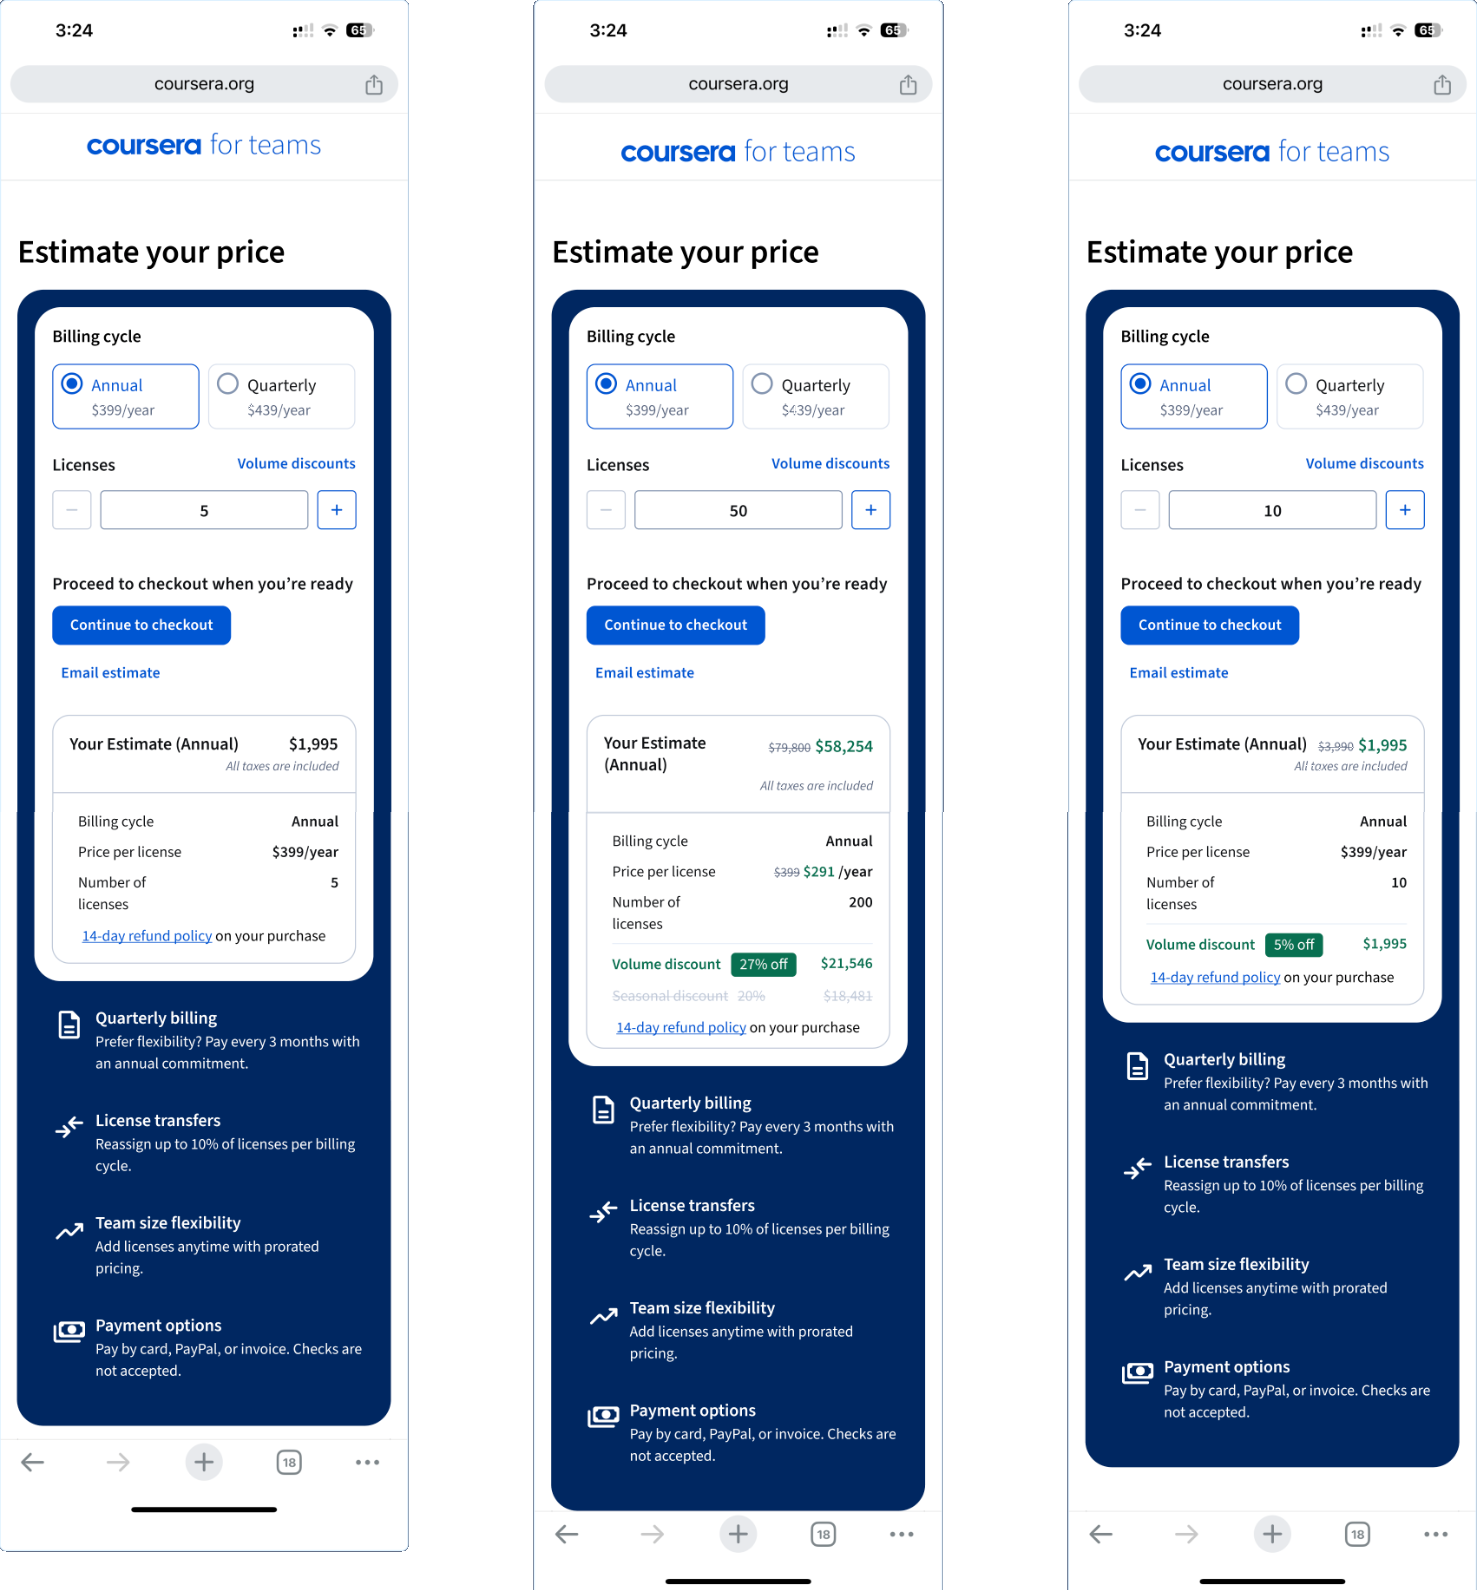 3:24
65
coursera.org
coursera for teams
Estimate your price
Billing cycle
Annual
$399/year
Quarterly
$439/year
Licenses
Volume discounts
−
5
+
Proceed to checkout when you're ready
Continue to checkout
Email estimate
Your Estimate (Annual) $1,995
All taxes are included
Billing cycle Annual
Price per license $399/year
Number of 5
licenses
14-day refund policy on your purchase
Quarterly billing
Prefer flexibility? Pay every 3 months with
an annual commitment.
License transfers
Reassign up to 10% of licenses per billing
cycle.
Team size flexibility
Add licenses anytime with prorated
pricing.
Payment options
Pay by card, PayPal, or invoice. Checks are
not accepted.
18
3:24
65
coursera.org
coursera for teams
Estimate your price
Billing cycle
Annual
$399/year
Quarterly
$439/year
Licenses
Volume discounts
−
50
+
Proceed to checkout when you're ready
Continue to checkout
Email estimate
Your Estimate $79,800 $58,254
(Annual)
All taxes are included
Billing cycle Annual
Price per license $399 $291 /year
Number of 200
licenses
Volume discount 27% off $21,546
Seasonal discount 20% $18,481
14-day refund policy on your purchase
Quarterly billing
Prefer flexibility? Pay every 3 months with
an annual commitment.
License transfers
Reassign up to 10% of licenses per billing
cycle.
Team size flexibility
Add licenses anytime with prorated
pricing.
Payment options
Pay by card, PayPal, or invoice. Checks are
not accepted.
18
3:24
65
coursera.org
coursera for teams
Estimate your price
Billing cycle
Annual
$399/year
Quarterly
$439/year
Licenses
Volume discounts
−
10
+
Proceed to checkout when you're ready
Continue to checkout
Email estimate
Your Estimate (Annual) $3,990 $1,995
All taxes are included
Billing cycle Annual
Price per license $399/year
Number of 10
licenses
Volume discount 5% off $1,995
14-day refund policy on your purchase
Quarterly billing
Prefer flexibility? Pay every 3 months with
an annual commitment.
License transfers
Reassign up to 10% of licenses per billing
cycle.
Team size flexibility
Add licenses anytime with prorated
pricing.
Payment options
Pay by card, PayPal, or invoice. Checks are
not accepted.
18